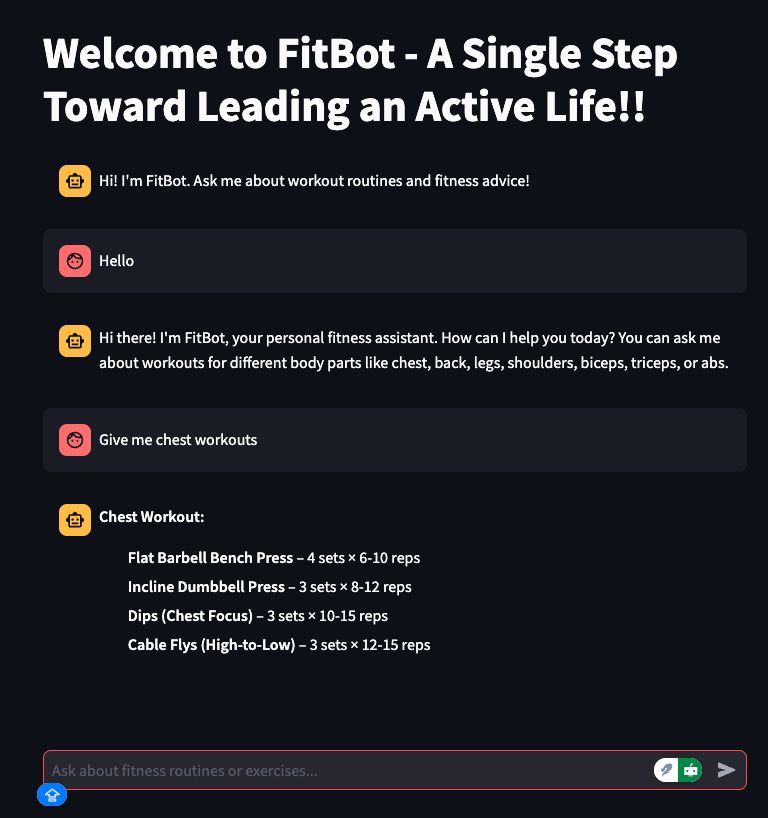 Welcome to FitBot - A Single Step
Toward Leading an Active Life!!
Hi! I'm FitBot. Ask me about workout routines and fitness advice!
Hello
Hi there! I'm FitBot, your personal fitness assistant. How can I help you today? You can ask me
about workouts for different body parts like chest, back, legs, shoulders, biceps, triceps, or abs.
Give me chest workouts
Chest Workout:
Flat Barbell Bench Press – 4 sets × 6-10 reps
Incline Dumbbell Press – 3 sets × 8-12 reps
Dips (Chest Focus) – 3 sets × 10-15 reps
Cable Flys (High-to-Low) – 3 sets × 12-15 reps
Ask about fitness routines or exercises...